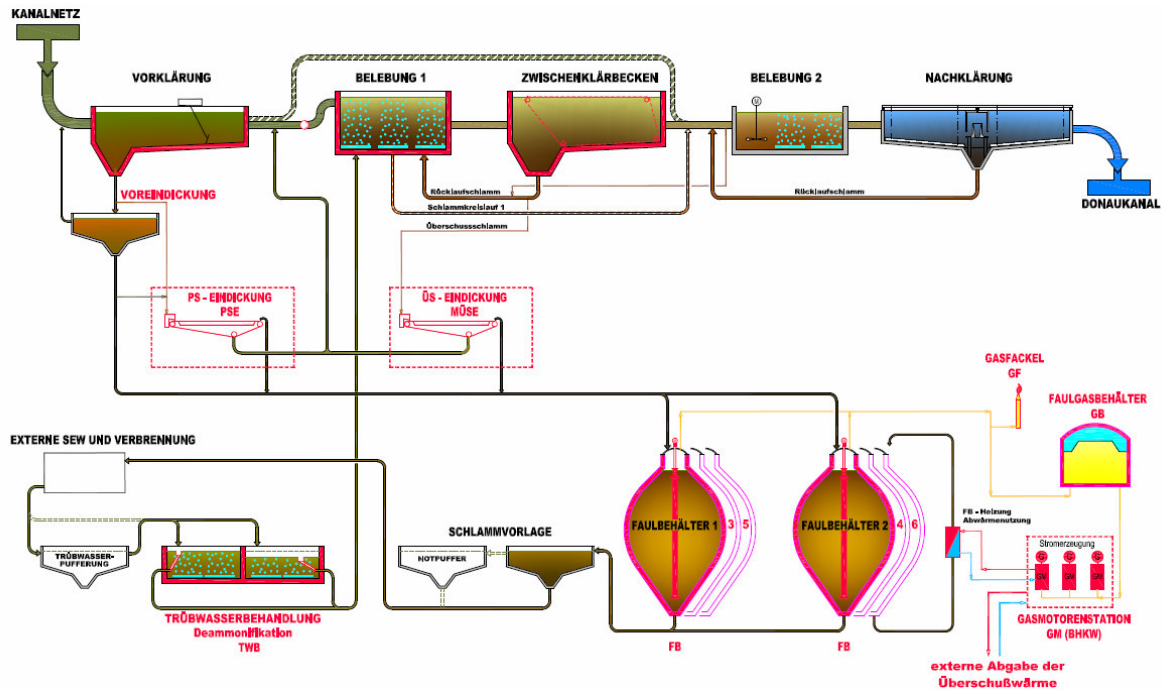 KANALNETZ
VORKLÄRUNG
BELEBUNG 1
ZWISCHENKLÄRBECKEN
BELEBUNG 2
NACHKLÄRUNG
M
VOREINDICKUNG
Rücklaufschlamm
Schlammkreislauf 1
Überschussschlamm
Rücklaufschlamm
DONAUKANAL
PS - EINDICKUNG
PSE
ÜS - EINDICKUNG
MÜSE
GASFACKEL
GF
FAULGASBEHÄLTER
GB
EXTERNE SEW UND VERBRENNUNG
FAULBEHÄLTER 1
3
5
FAULBEHÄLTER 2
4
6
FB - Heizung
Abwärmenutzung
SCHLAMMVORLAGE
NOTPUFFER
TRÜBWASSER-
PUFFERUNG
Stromerzeugung
G
G
G
GM
GM
GM
TRÜBWASSERBEHANDLUNG
Deammonifikation
TWB
FB
FB
GASMOTORENSTATION
GM (BHKW)
externe Abgabe der
Überschußwärme